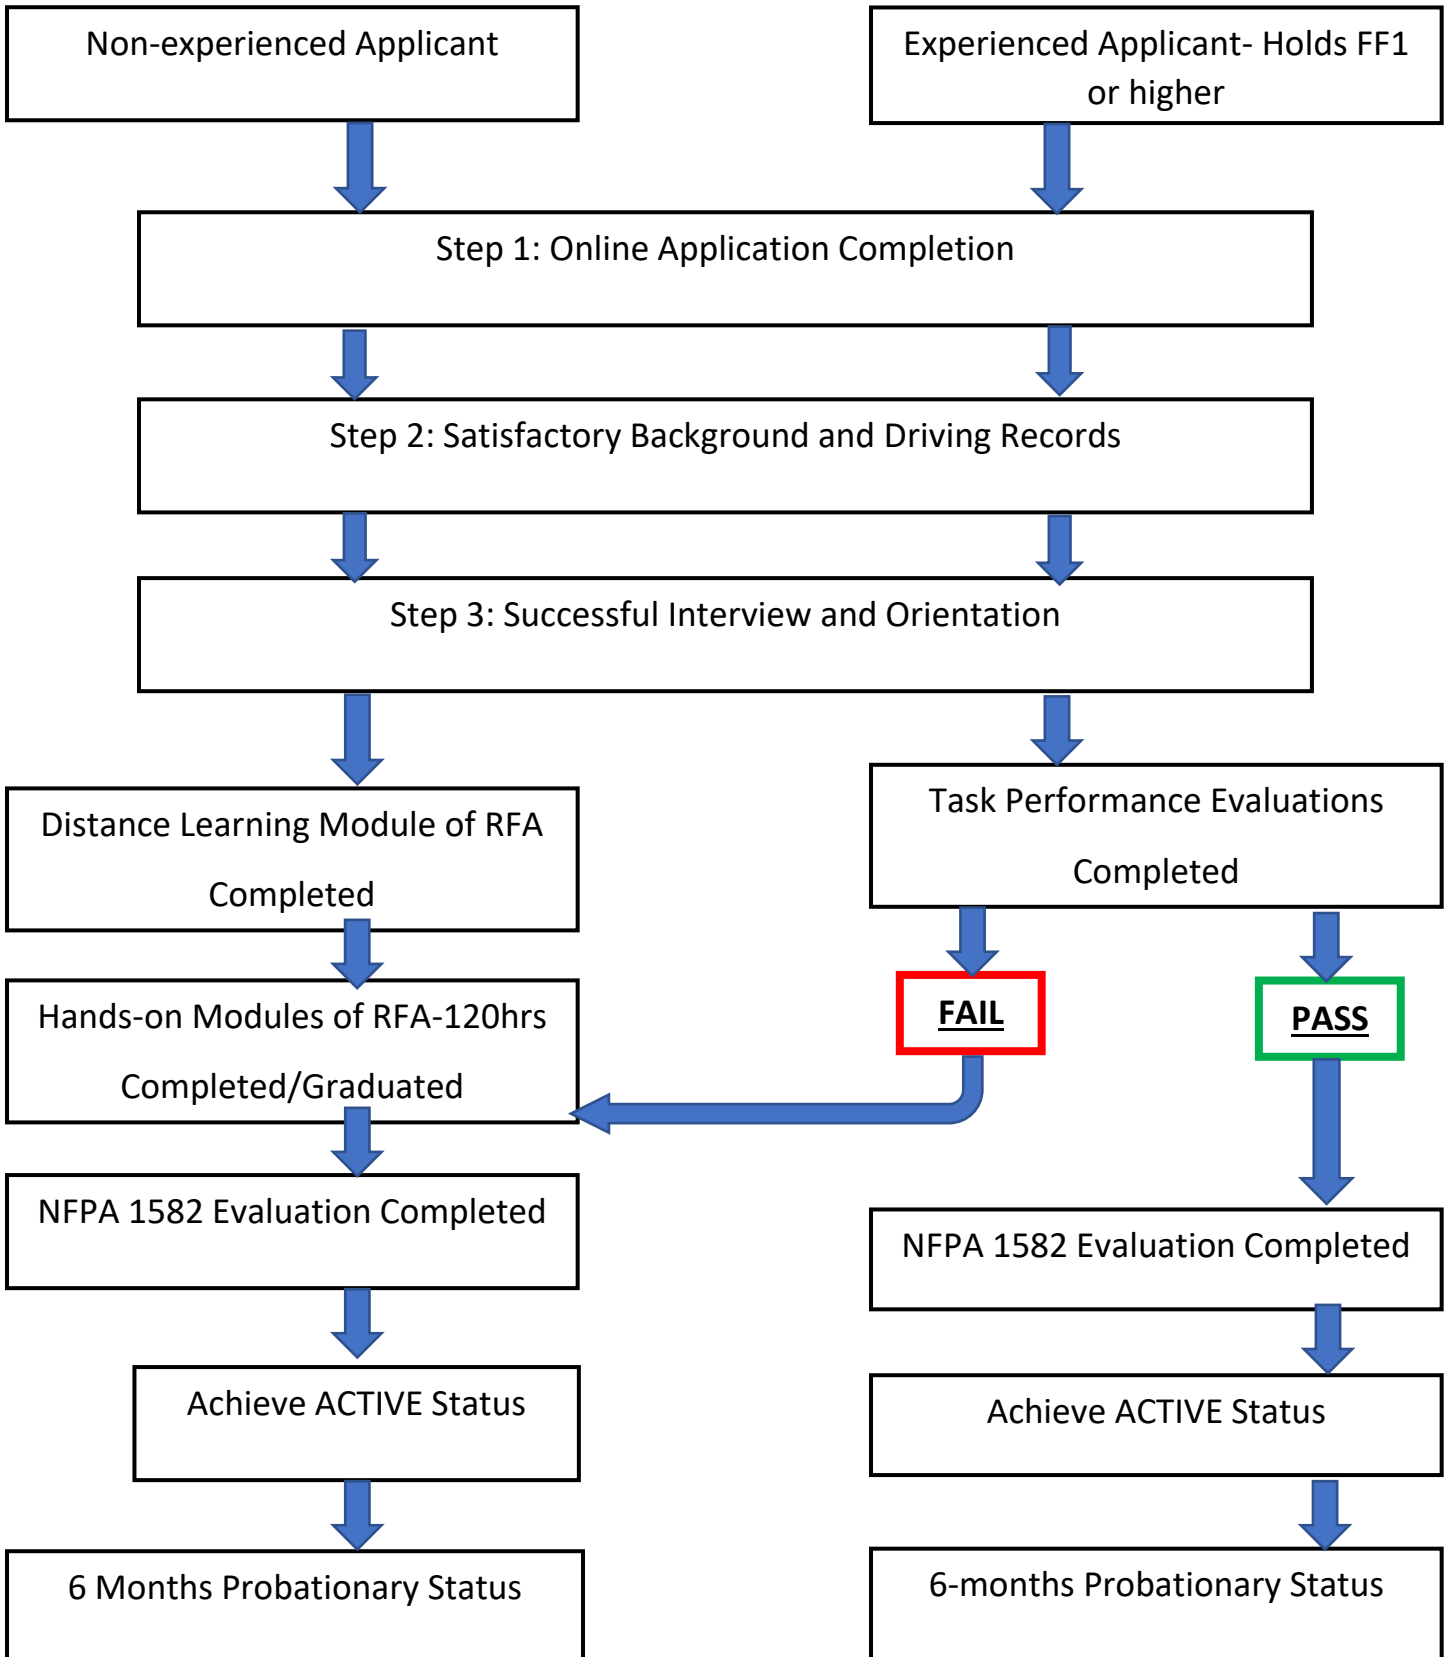 Non-experienced Applicant
Experienced Applicant- Holds FF1
or higher
Step 1: Online Application Completion
Step 2: Satisfactory Background and Driving Records
Step 3: Successful Interview and Orientation
Distance Learning Module of RFA
Completed
Task Performance Evaluations
Completed
FAIL
PASS
Hands-on Modules of RFA-120hrs
Completed/Graduated
NFPA 1582 Evaluation Completed
NFPA 1582 Evaluation Completed
Achieve ACTIVE Status
Achieve ACTIVE Status
6 Months Probationary Status
6-months Probationary Status